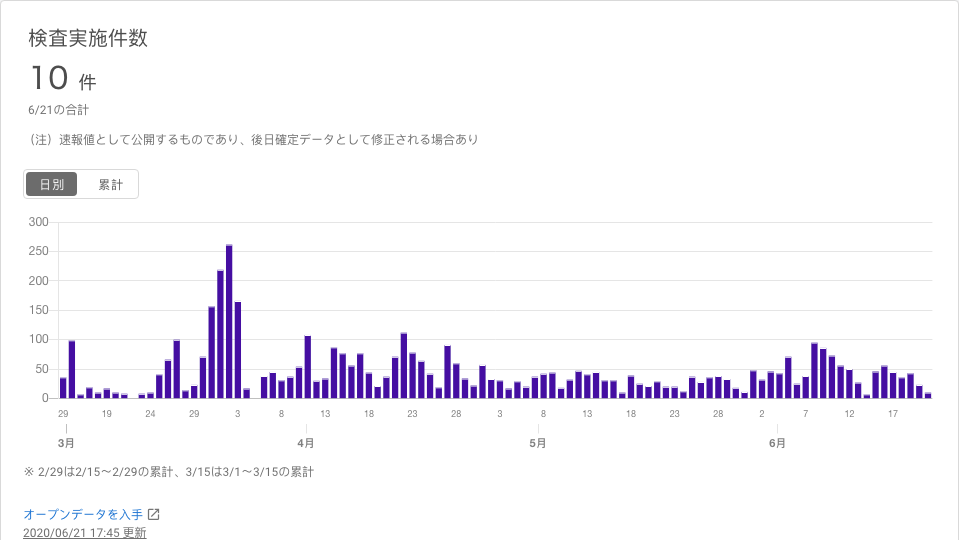 検査実施件数
10 件
6/21の合計
（注）速報値として公開するものであり、後日確定データとして修正される場合あり
日別 累計
300
250
200
150
100
50
0
29 19 24 29 3 8 13 18 23 28 3 8 13 18 23 28 2 7 12 17
3月 4月 5月 6月
※ 2/29は2/15～2/29の累計、3/15は3/1～3/15の累計
オープンデータを入手
2020/06/21 17:45 更新